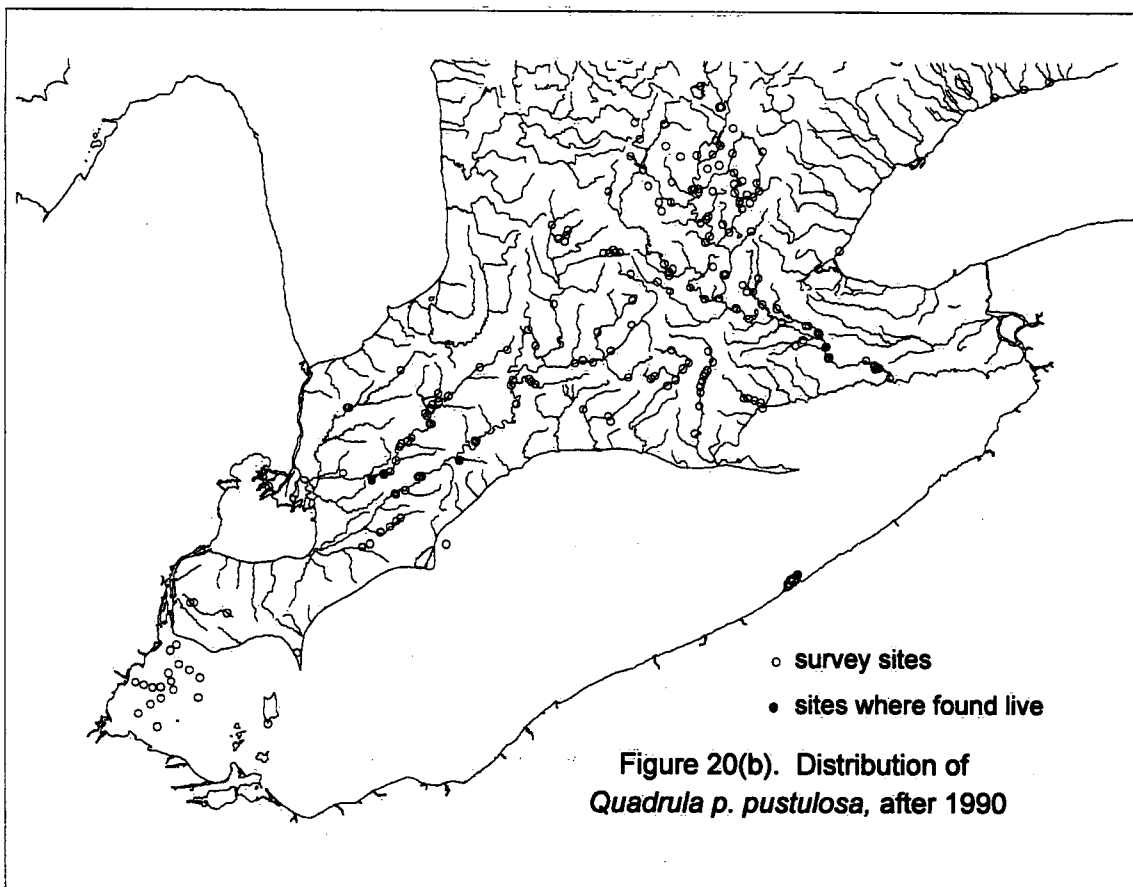 survey sites
sites where found live
Figure 20(b). Distribution of
Quadrula p. pustulosa, after 1990